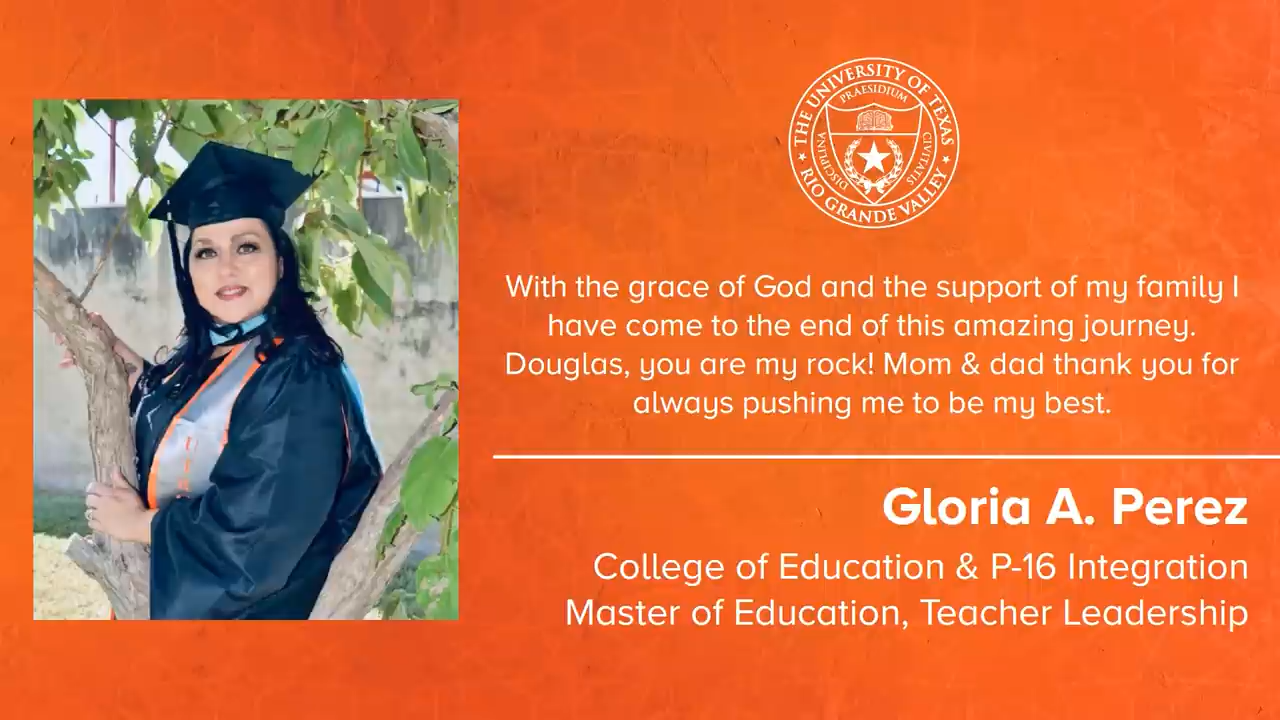 THE UNIVERSITY OF TEXAS
RIO GRANDE VALLEY
PRAESIDIUM
DISCIPLINA
CIVITATIS
With the grace of God and the support of my family I
have come to the end of this amazing journey.
Douglas, you are my rock! Mom & dad thank you for
always pushing me to be my best.
Gloria A. Perez
College of Education & P-16 Integration
Master of Education, Teacher Leadership